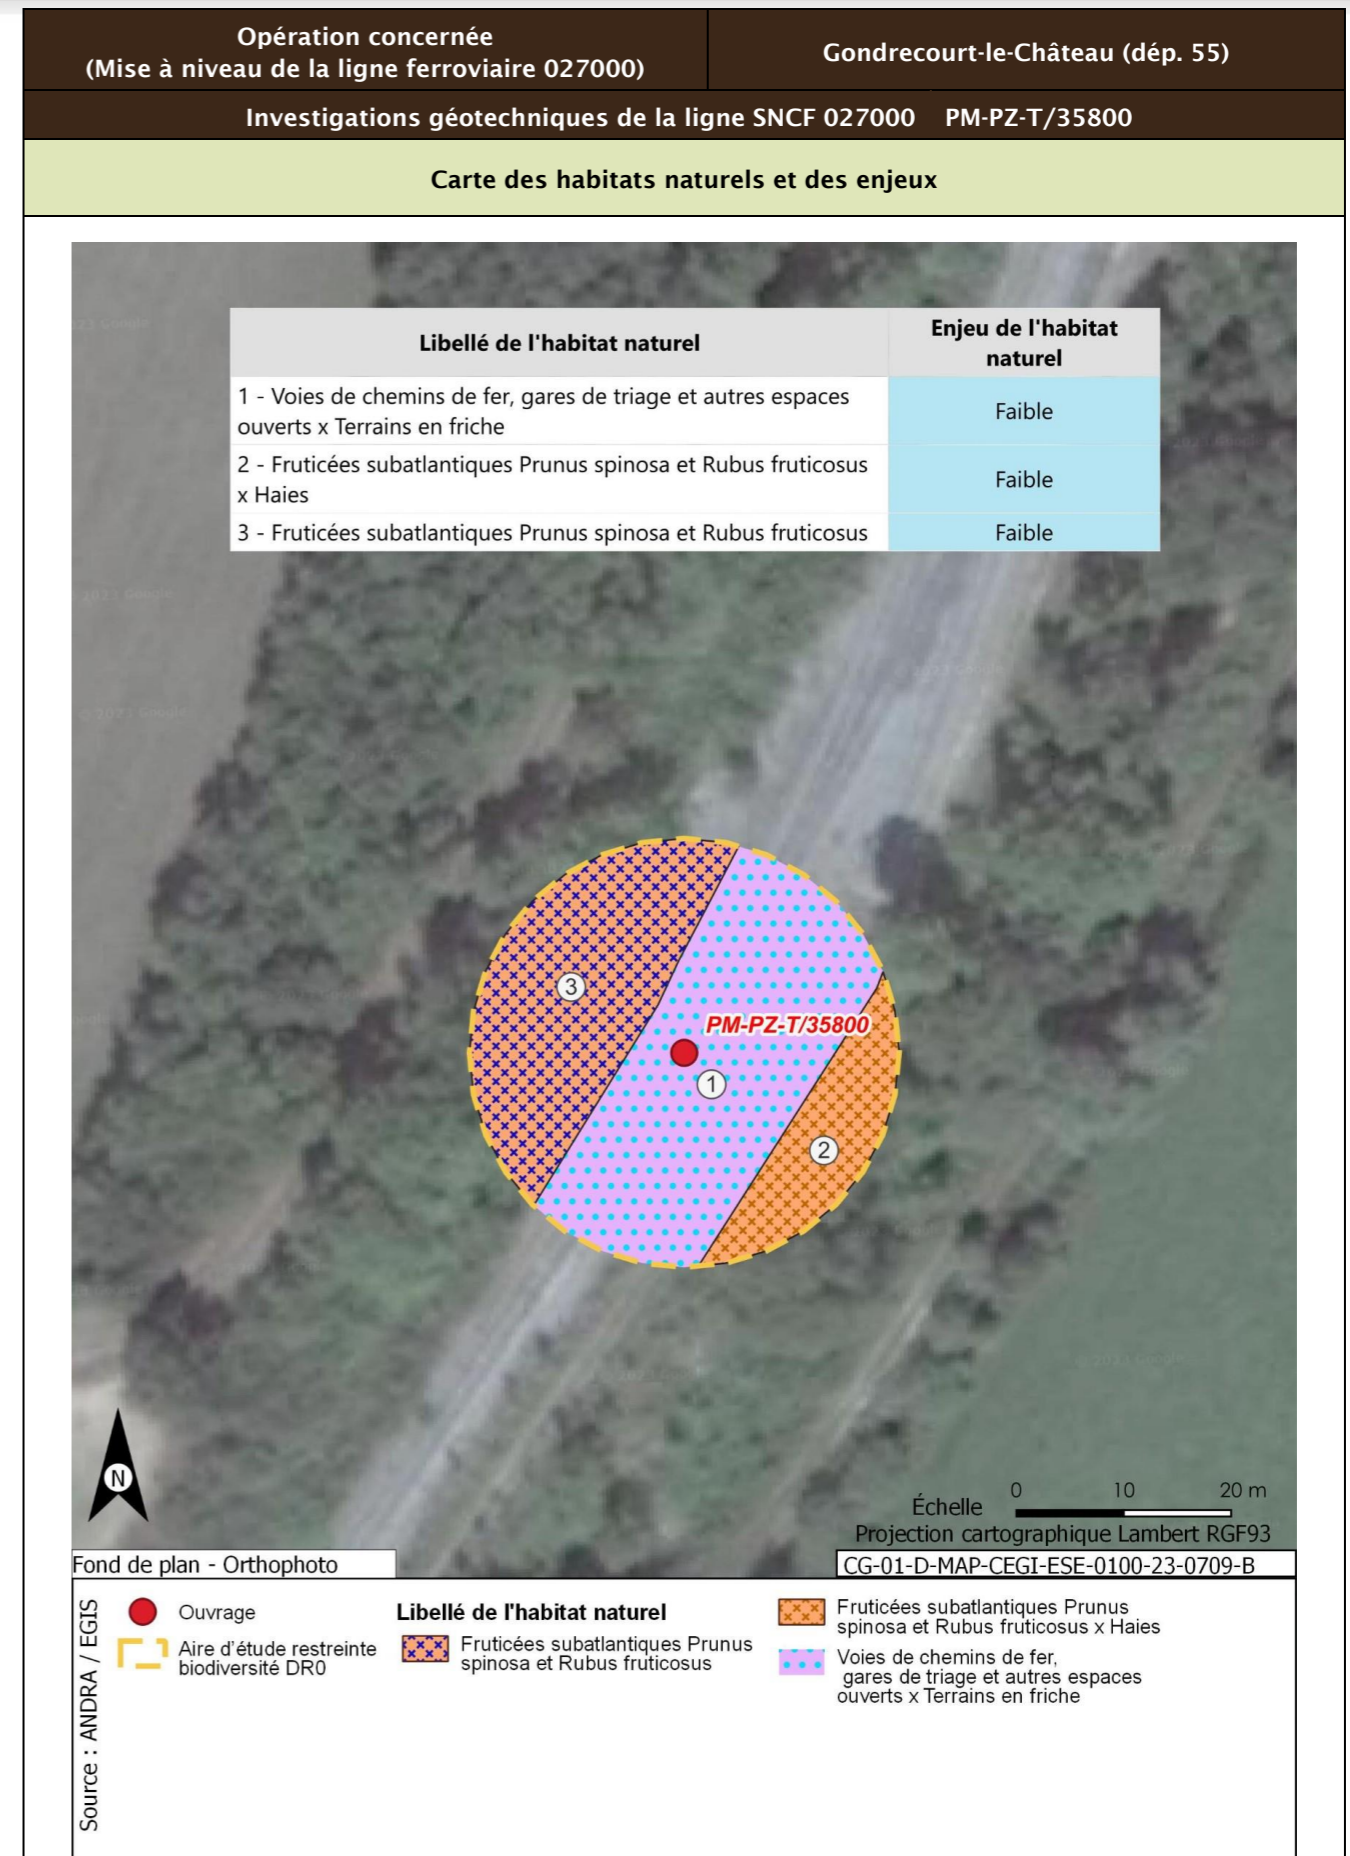 Opération concernée
(Mise à niveau de la ligne ferroviaire 027000)
Gondrecourt-le-Château (dép. 55)
Investigations géotechniques de la ligne SNCF 027000 PM-PZ-T/35800
Carte des habitats naturels et des enjeux
Libellé de l'habitat naturel
Enjeu de l'habitat
naturel
1 - Voies de chemins de fer, gares de triage et autres espaces
ouverts x Terrains en friche
Faible
2 - Fruticées subatlantiques Prunus spinosa et Rubus fruticosus
x Haies
Faible
3 - Fruticées subatlantiques Prunus spinosa et Rubus fruticosus
Faible
3
PM-PZ-T/35800
1
2
N
0 10 20 m
Échelle
Projection cartographique Lambert RGF93
Fond de plan - Orthophoto
CG-01-D-MAP-CEGI-ESE-0100-23-0709-B
Source : ANDRA / EGIS
Ouvrage
Aire d'étude restreinte
biodiversité DR0
Libellé de l'habitat naturel
Fruticées subatlantiques Prunus
spinosa et Rubus fruticosus
Fruticées subatlantiques Prunus
spinosa et Rubus fruticosus x Haies
Voies de chemins de fer,
gares de triage et autres espaces
ouverts x Terrains en friche